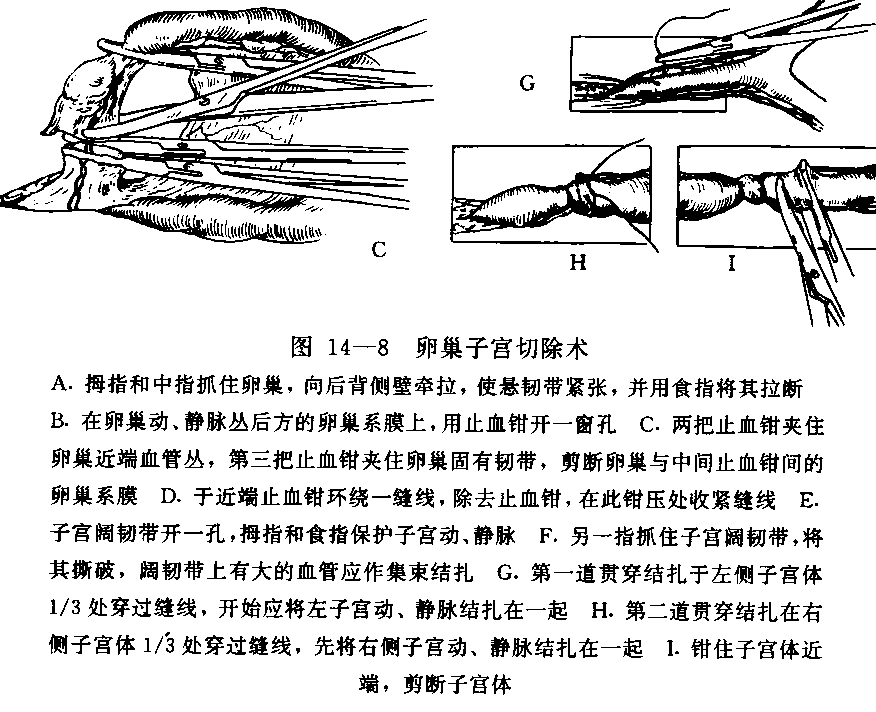 G
C
H
I
图 14—8 卵巢子宫切除术
A. 拇指和中指抓住卵巢，向后背侧壁牵拉，使悬韧带紧张，并用食指将其拉断
B. 在卵巢动、静脉丛后方的卵巢系膜上，用止血钳开一窗孔 C. 两把止血钳夹住
卵巢近端血管丛，第三把止血钳夹住卵巢固有韧带，剪断卵巢与中间止血钳间的
卵巢系膜 D. 于近端止血钳环绕一缝线，除去止血钳，在此钳压处收紧缝线 E.
子宫阔韧带开一孔，拇指和食指保护子宫动、静脉 F. 另一指抓住子宫阔韧带，将
其撕破，阔韧带上有大的血管应作集束结扎 G. 第一道贯穿结扎于左侧子宫体
1/3 处穿过缝线，开始应将左子宫动、静脉结扎在一起 H. 第二道贯穿结扎在右
侧子宫体 1/3 处穿过缝线，先将右侧子宫动、静脉结扎在一起 I. 钳住子宫体近
端，剪断子宫体